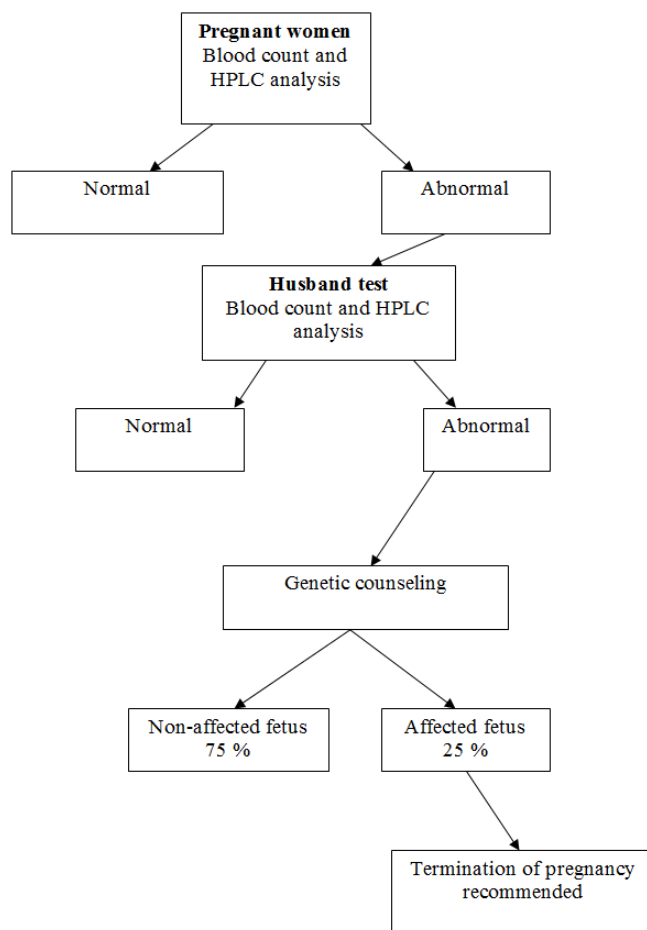 Pregnant women
Blood count and
HPLC analysis
Normal
Abnormal
Husband test
Blood count and HPLC
analysis
Normal
Abnormal
Genetic counseling
Non-affected fetus
75 %
Affected fetus
25 %
Termination of pregnancy
recommended